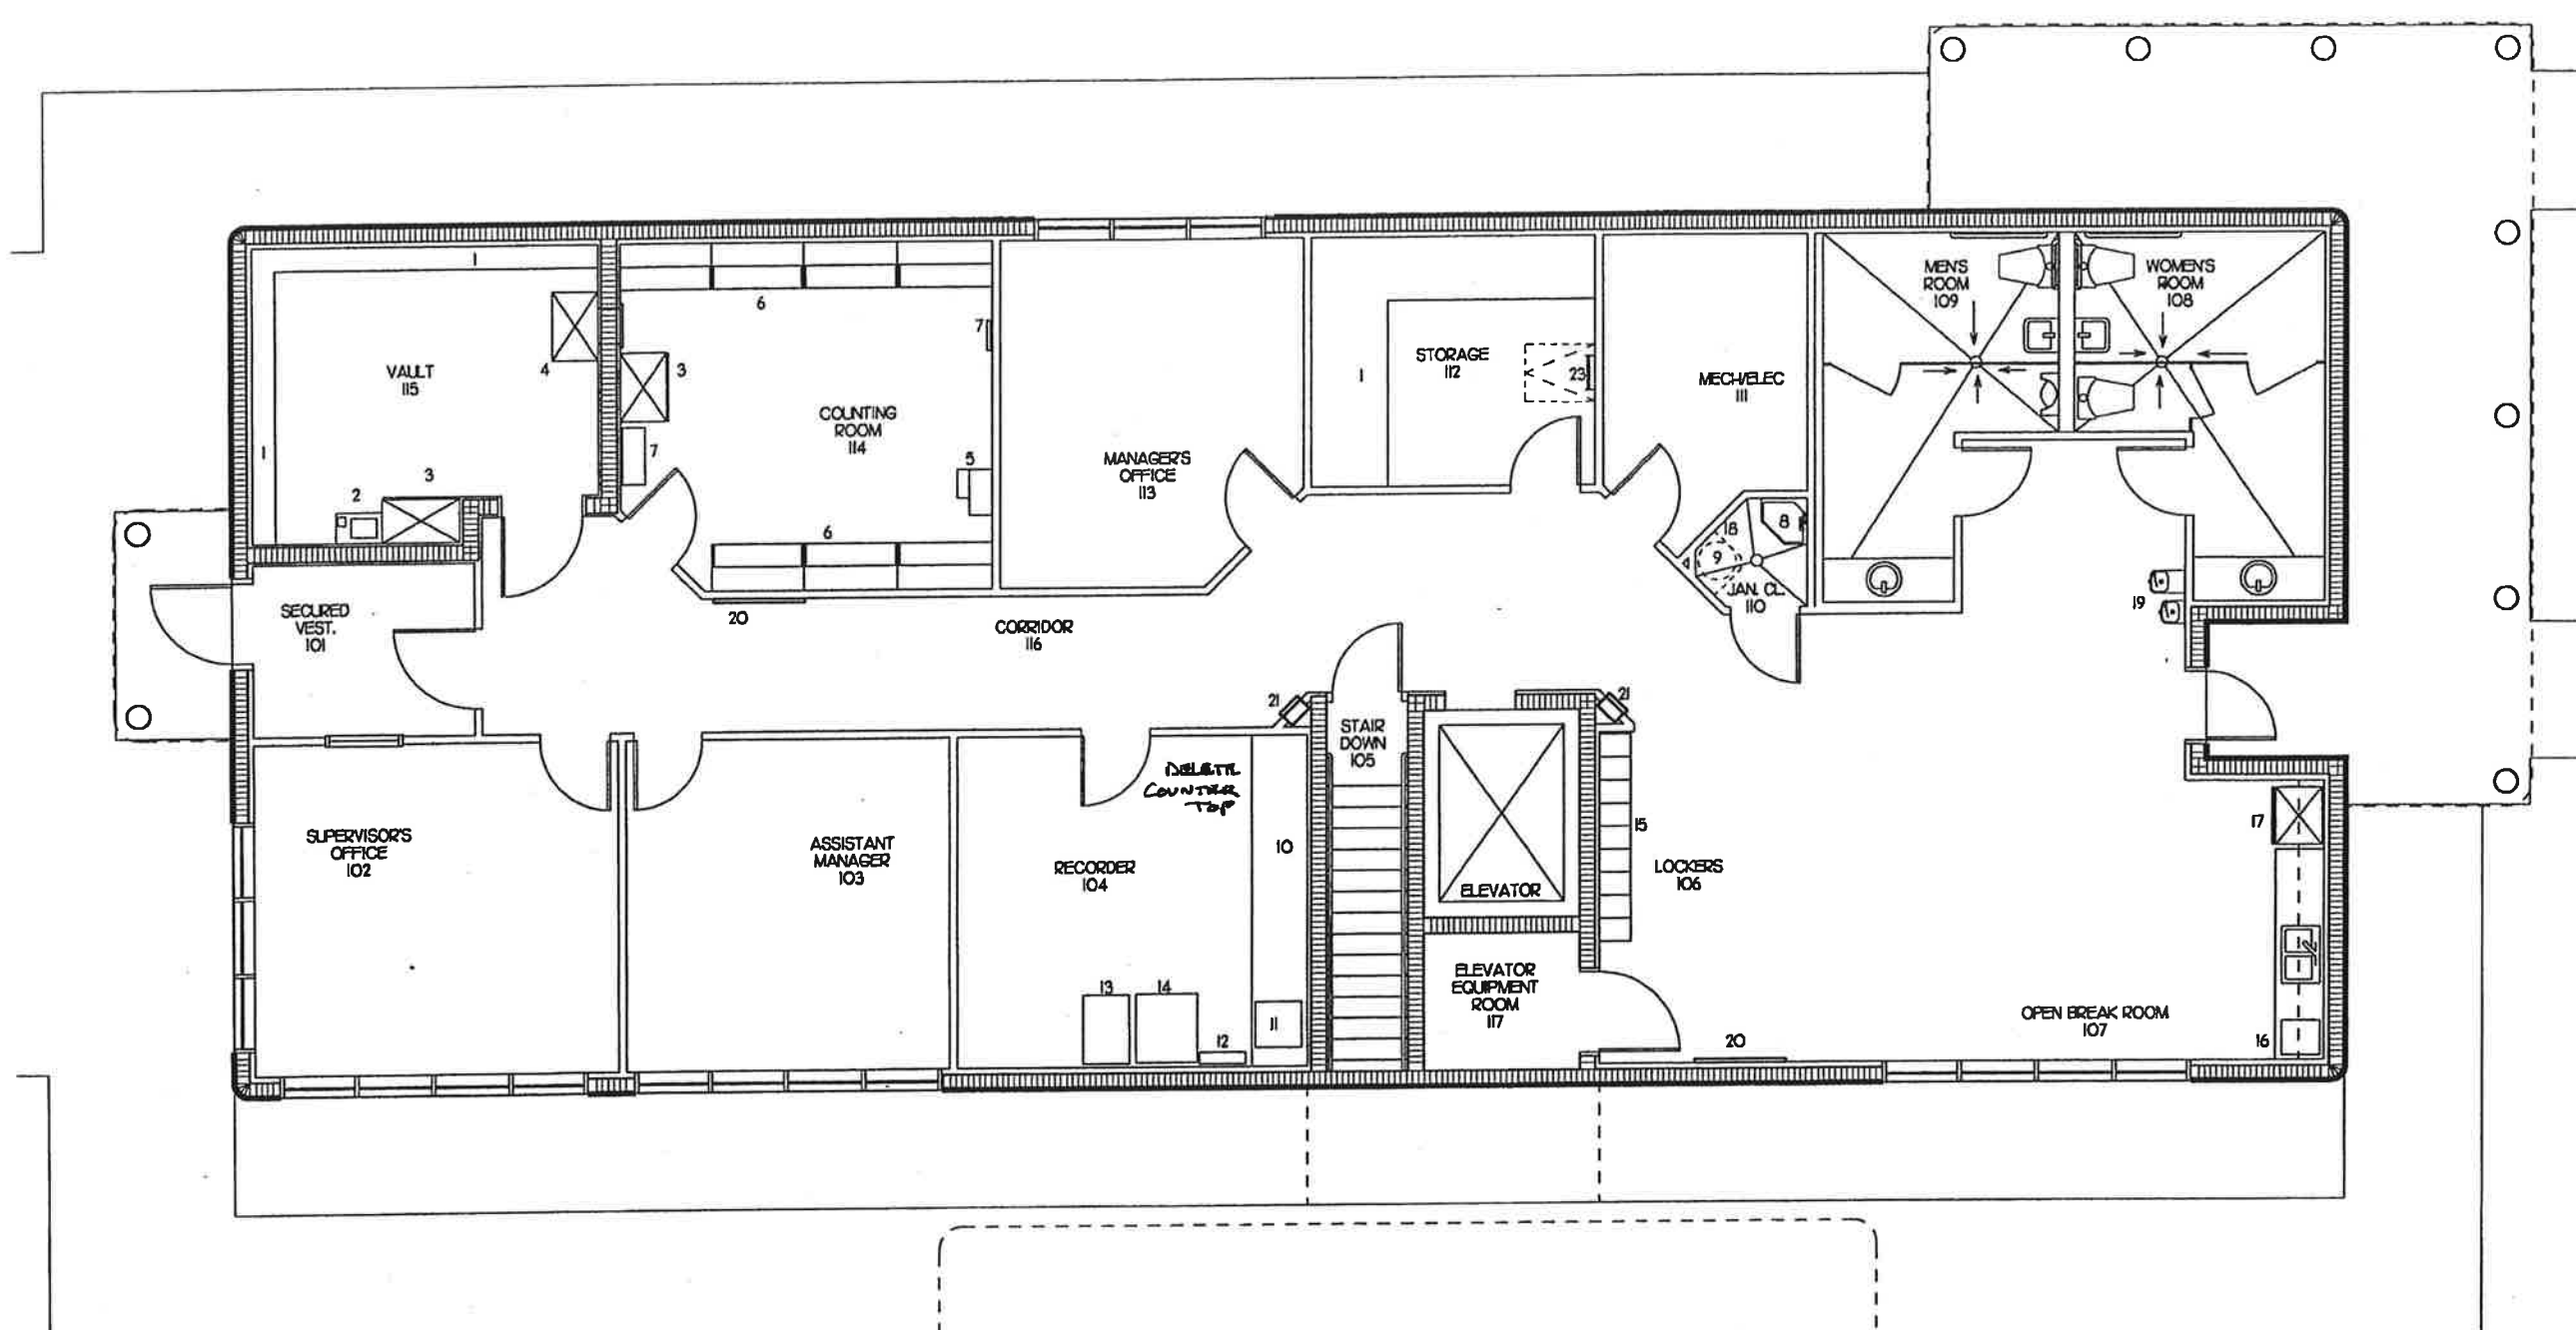 1
VAULT
115
1
4
3
2
6
7
3
COUNTING
ROOM
114
7
5
6
MANAGER'S
OFFICE
113
STORAGE
112
1
23
MECH/ELEC
111
MEN'S
ROOM
109
WOMEN'S
ROOM
108
18
8
9
JAN. CL.
110
19
SECURED
VEST.
101
20
CORRIDOR
116
21
21
STAIR
DOWN
105
DELETE
COUNTER
TOP
10
SUPERVISOR'S
OFFICE
102
ASSISTANT
MANAGER
103
RECORDER
104
13
14
12
11
ELEVATOR
15
LOCKERS
106
17
ELEVATOR
EQUIPMENT
ROOM
117
20
OPEN BREAK ROOM
107
16